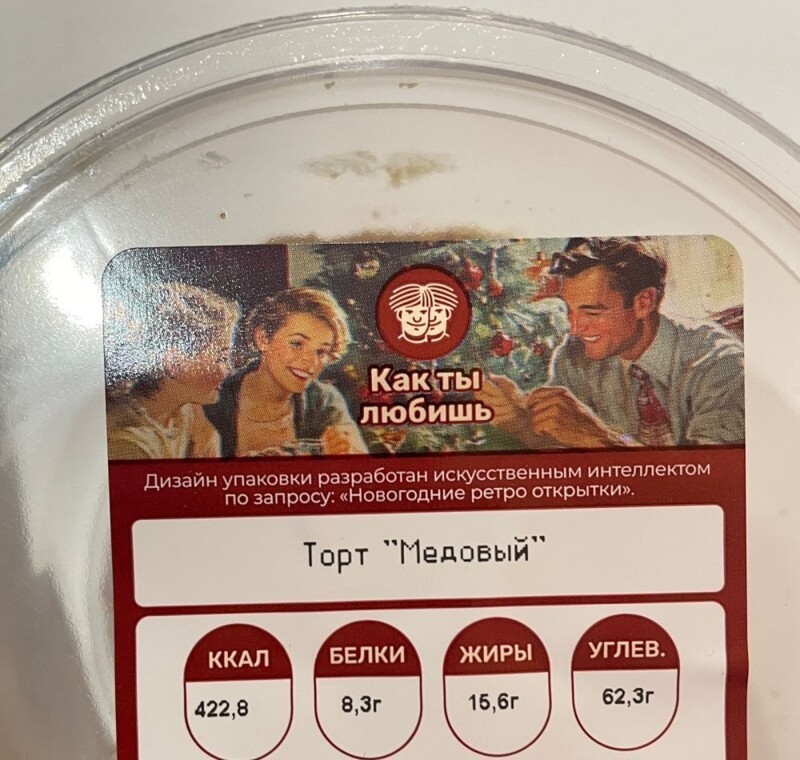 Как ты
любишь
Дизайн упаковки разработан искусственным интеллектом
по запросу: «Новогодние ретро открытки».
Торт "Медовый"
ККАЛ БЕЛКИ ЖИРЫ УГЛЕВ.
422,8 8,3г 15,6г 62,3г